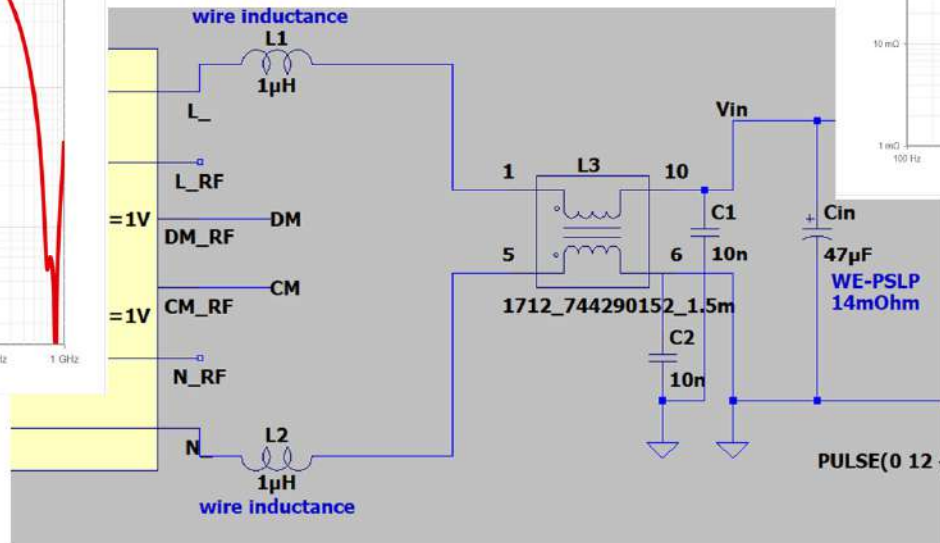 wire inductance
L1
1µH
L_
L_RF
=1V
DM_RF
DM
CM
=1V
CM_RF
N_RF
N_
L2
1µH
wire inductance
1
L3
10
5
6
1712_744290152_1.5m
C1
10n
C2
10n
Vin
Cin
47µF
WE-PSLP
14mOhm
PULSE(0 12
10 mΩ
1 mΩ
100 Hz
Hz
1 GHz